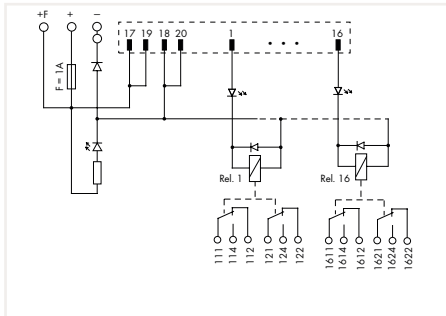 +F + −
17 19 18 20 1 • • • 16
F = 1A
Rel. 1 Rel. 16
111 114 112 121 124 122 1611 1614 1612 1621 1624 1622